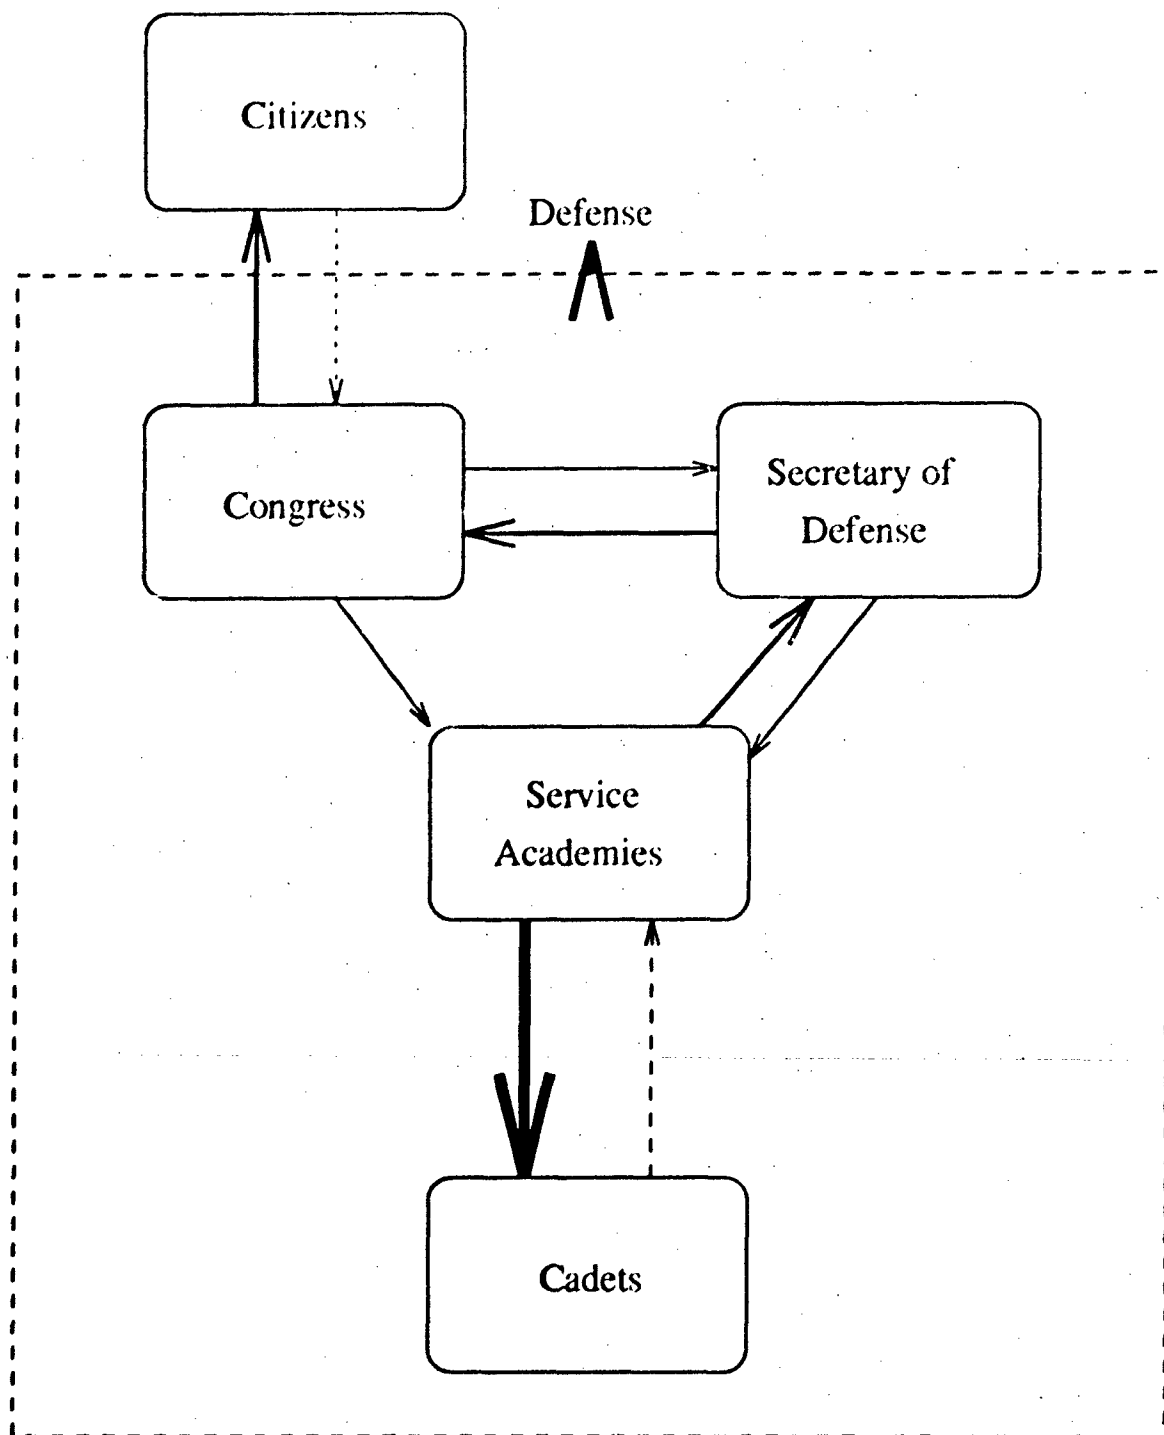 Citizens
Defense
Congress
Secretary of
Defense
Service
Academies
Cadets